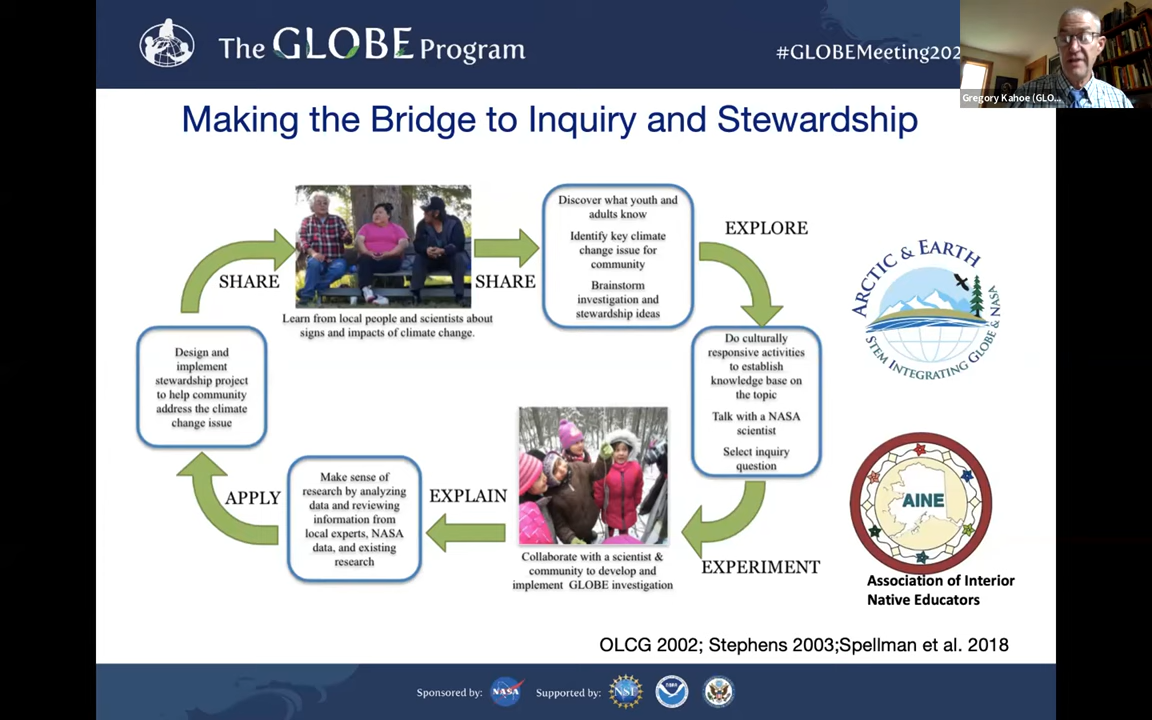 The GLOBE Program
#GLOBEMeeting202
Gregory Kahoe (GLO...
Making the Bridge to Inquiry and Stewardship
SHARE
Learn from local people and scientists about
signs and impacts of climate change.
SHARE
Discover what youth and
adults know
Identify key climate
change issue for
community
Brainstorm
investigation and
stewardship ideas
EXPLORE
Do culturally
responsive activities
to establish
knowledge base on
the topic
Talk with a NASA
scientist
Select inquiry
question
EXPERIMENT
Collaborate with a scientist &
community to develop and
implement GLOBE investigation
EXPLAIN
Make sense of
research by analyzing
data and reviewing
information from
local experts, NASA
data, and existing
research
APPLY
Design and
implement
stewardship project
to help community
address the climate
change issue
ARCTIC & EARTH
STEM INTEGRATING GLOBE & NASA
AINE
Association of Interior
Native Educators
OLCG 2002; Stephens 2003;Spellman et al. 2018
Sponsored by:
NASA
Supported by:
NSF